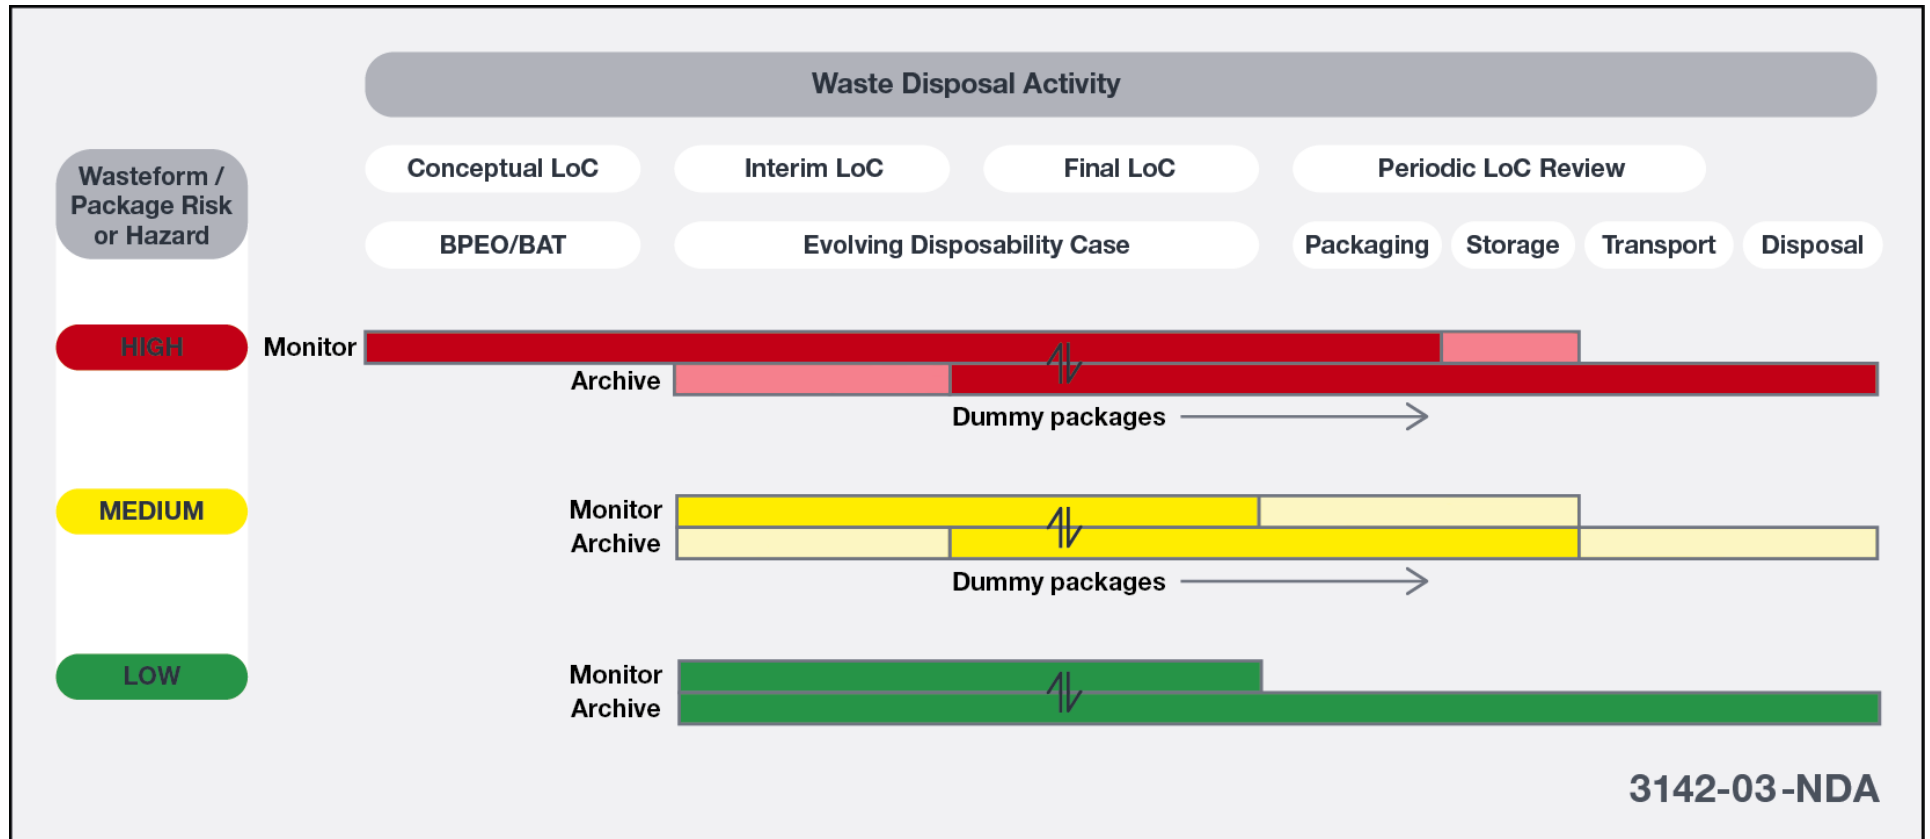 Waste Disposal Activity
Wasteform /
Package Risk
or Hazard
Conceptual LoC
Interim LoC
Final LoC
Periodic LoC Review
BPEO/BAT
Evolving Disposability Case
Packaging
Storage
Transport
Disposal
HIGH
Monitor
Archive
Dummy packages
MEDIUM
Monitor
Archive
Dummy packages
LOW
Monitor
Archive
3142-03-NDA